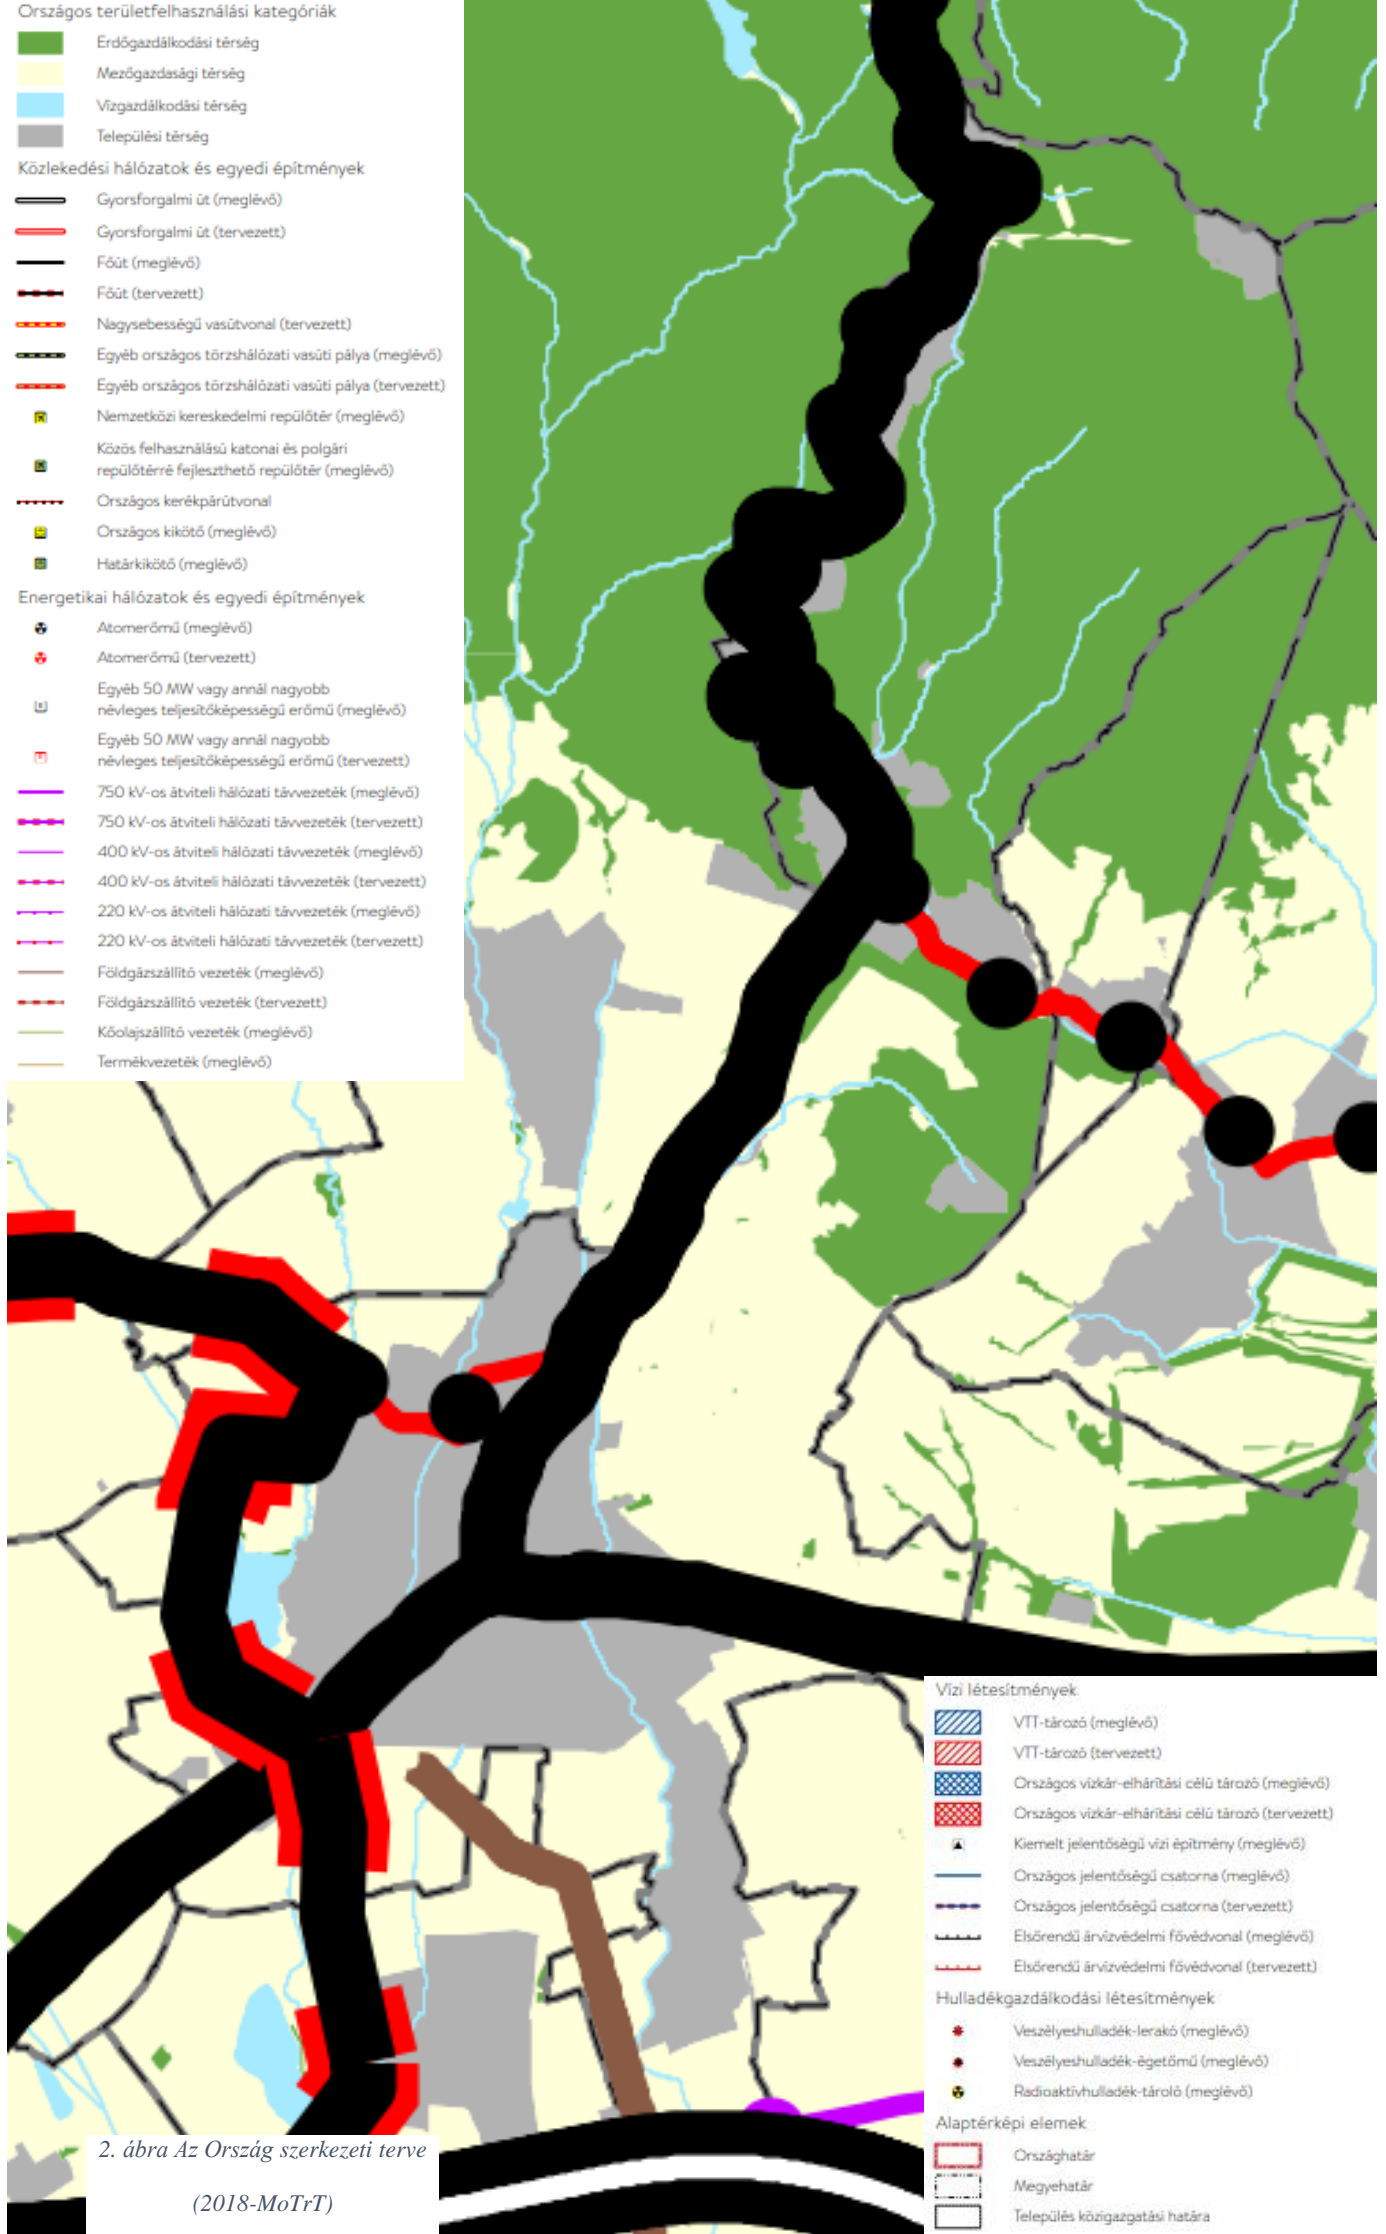 Országos területfelhasználási kategóriák
Erdőgazdálkodási térség
Mezőgazdasági térség
Vízgazdálkodási térség
Települési térség
Közlekedési hálózatok és egyedi építmények
Gyorsforgalmi út (meglévő)
Gyorsforgalmi út (tervezett)
Főút (meglévő)
Főút (tervezett)
Nagysebességű vasútvonal (tervezett)
Egyéb országos törzshálózati vasúti pálya (meglévő)
Egyéb országos törzshálózati vasúti pálya (tervezett)
Nemzetközi kereskedelmi repülőtér (meglévő)
Közös felhasználású katonai és polgári
repülőtérré fejleszthető repülőtér (meglévő)
Országos kerékpárútvonal
Országos kikötő (meglévő)
Határkikötő (meglévő)
Energetikai hálózatok és egyedi építmények
Atomerőmű (meglévő)
Atomerőmű (tervezett)
Egyéb 50 MW vagy annál nagyobb
névleges teljesítőképességű erőmű (meglévő)
Egyéb 50 MW vagy annál nagyobb
névleges teljesítőképességű erőmű (tervezett)
750 kV-os átviteli hálózati távvezeték (meglévő)
750 kV-os átviteli hálózati távvezeték (tervezett)
400 kV-os átviteli hálózati távvezeték (meglévő)
400 kV-os átviteli hálózati távvezeték (tervezett)
220 kV-os átviteli hálózati távvezeték (meglévő)
220 kV-os átviteli hálózati távvezeték (tervezett)
Földgázszállító vezeték (meglévő)
Földgázszállító vezeték (tervezett)
Kőolajszállító vezeték (meglévő)
Termékvezeték (meglévő)
Vízi létesítmények
VTT-tározó (meglévő)
VTT-tározó (tervezett)
Országos vízkár-elhárítási célú tározó (meglévő)
Országos vízkár-elhárítási célú tározó (tervezett)
Kiemelt jelentőségű vízi építmény (meglévő)
Országos jelentőségű csatorna (meglévő)
Országos jelentőségű csatorna (tervezett)
Elsőrendű árvízvédelmi fővédvonal (meglévő)
Elsőrendű árvízvédelmi fővédvonal (tervezett)
Hulladékgazdálkodási létesítmények
Veszélyeshulladék-lerakó (meglévő)
Veszélyeshulladék-égetőmű (meglévő)
Radioaktívhulladék-tároló (meglévő)
Alaptérképi elemek
Országhatár
Megyehatár
Település közigazgatási határa
2. ábra Az Ország szerkezeti terve
(2018-MoTrT)